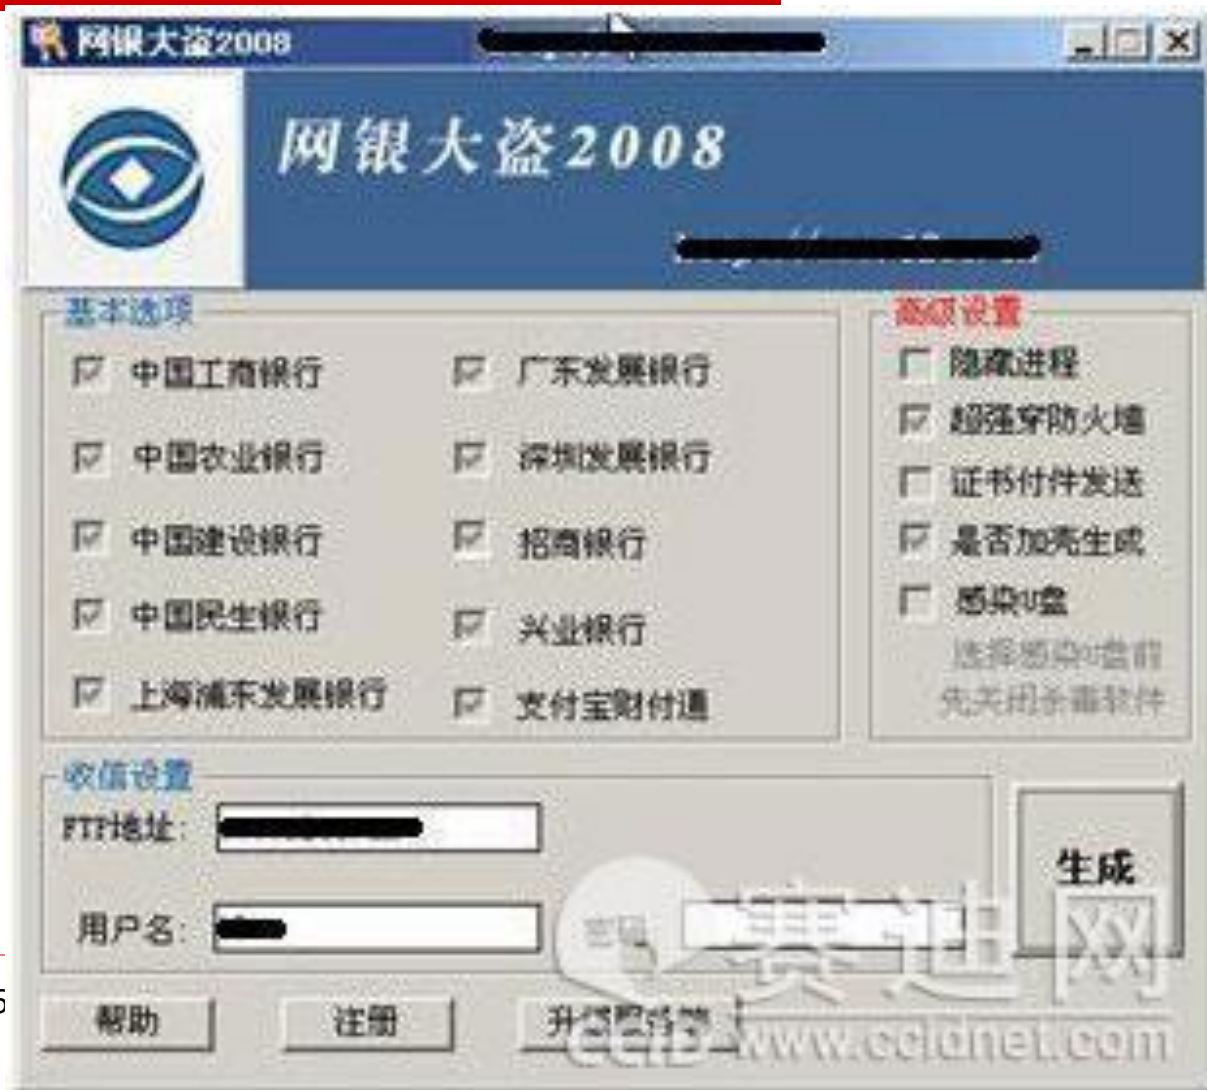 网银大盗2008
网银大盗2008
基本选项
中国工商银行
广东发展银行
中国农业银行
深圳发展银行
中国建设银行
招商银行
中国民生银行
兴业银行
上海浦东发展银行
支付宝财付通
高级设置
隐藏进程
超强穿防火墙
证书付件发送
是否加壳生成
感染U盘
选择感染U盘前
先关闭杀毒软件
收信设置
FTP地址:
用户名:
密码
生成
帮助
注册
赛迪网
CCID www.ccidnet.com